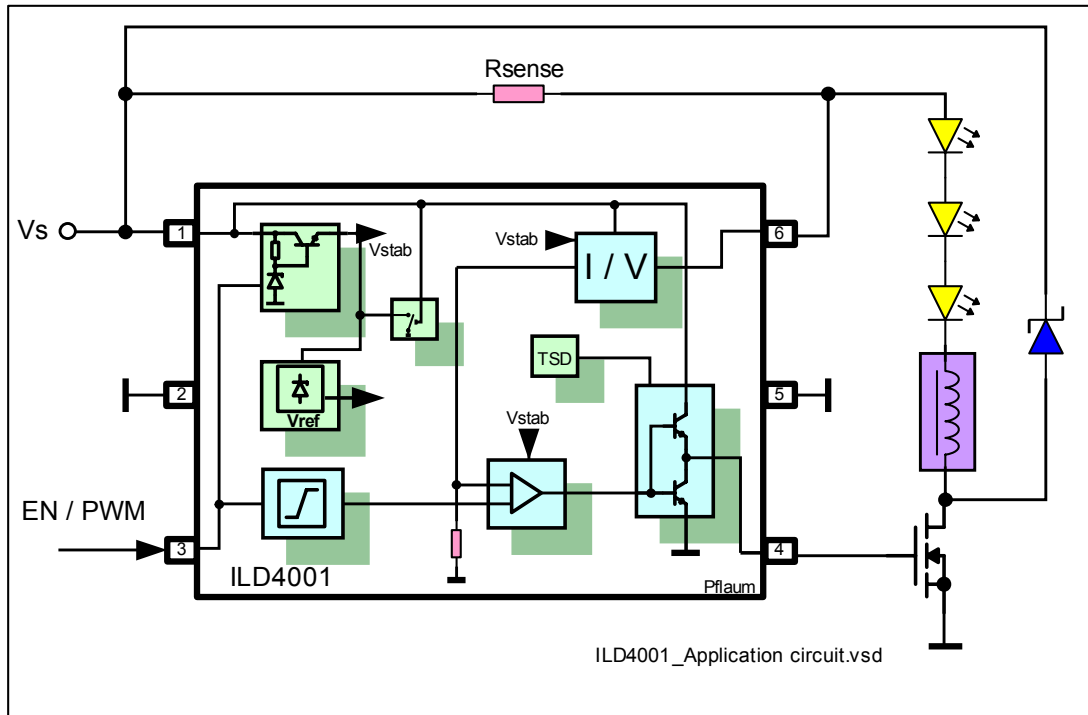 Rsense
Vs
1
Vstab
Vstab
I / V
6
TSD
2
Vref
5
Vstab
EN / PWM
3
4
ILD4001
Pflaum
ILD4001_Application circuit.vsd